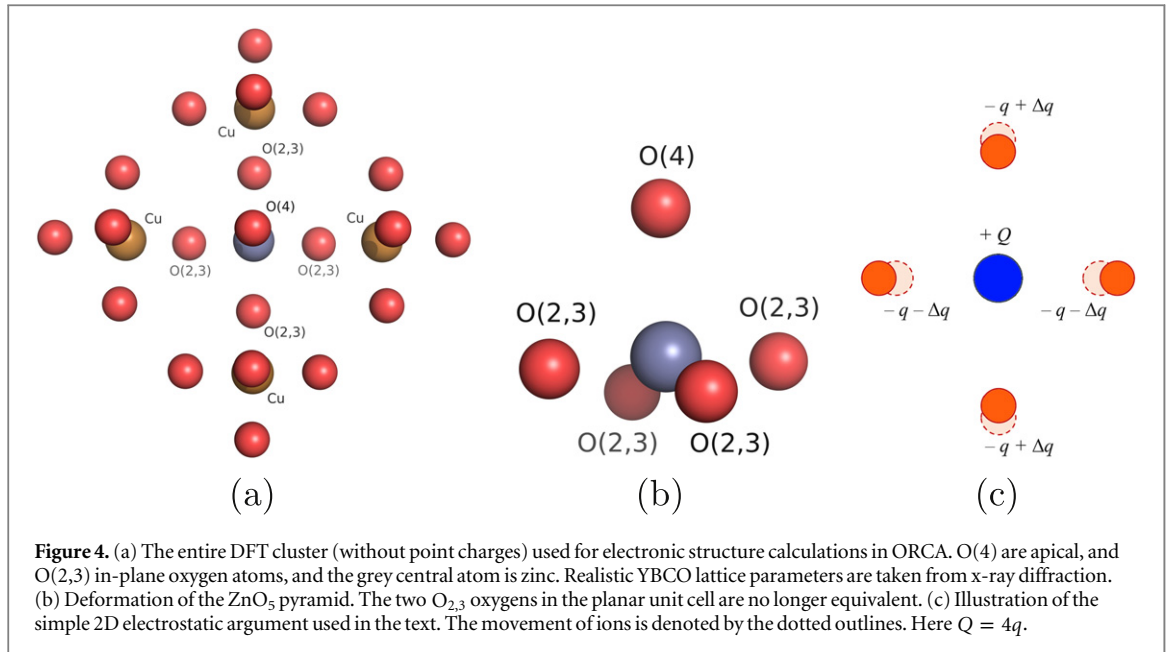 Cu
O(2,3)
O(2,3)
O(4)
Cu
Cu
O(2,3)
O(2,3)
Cu
(a)
O(4)
O(2,3)
O(2,3)
O(2,3)
O(2,3)
(b)
− q + Δq
+ Q
− q − Δq
− q − Δq
− q + Δq
(c)
Figure 4. (a) The entire DFT cluster (without point charges) used for electronic structure calculations in ORCA. O(4) are apical, and
O(2,3) in-plane oxygen atoms, and the grey central atom is zinc. Realistic YBCO lattice parameters are taken from x-ray diffraction.
(b) Deformation of the ZnO₅ pyramid. The two O₂,₃ oxygens in the planar unit cell are no longer equivalent. (c) Illustration of the
simple 2D electrostatic argument used in the text. The movement of ions is denoted by the dotted outlines. Here Q = 4q.